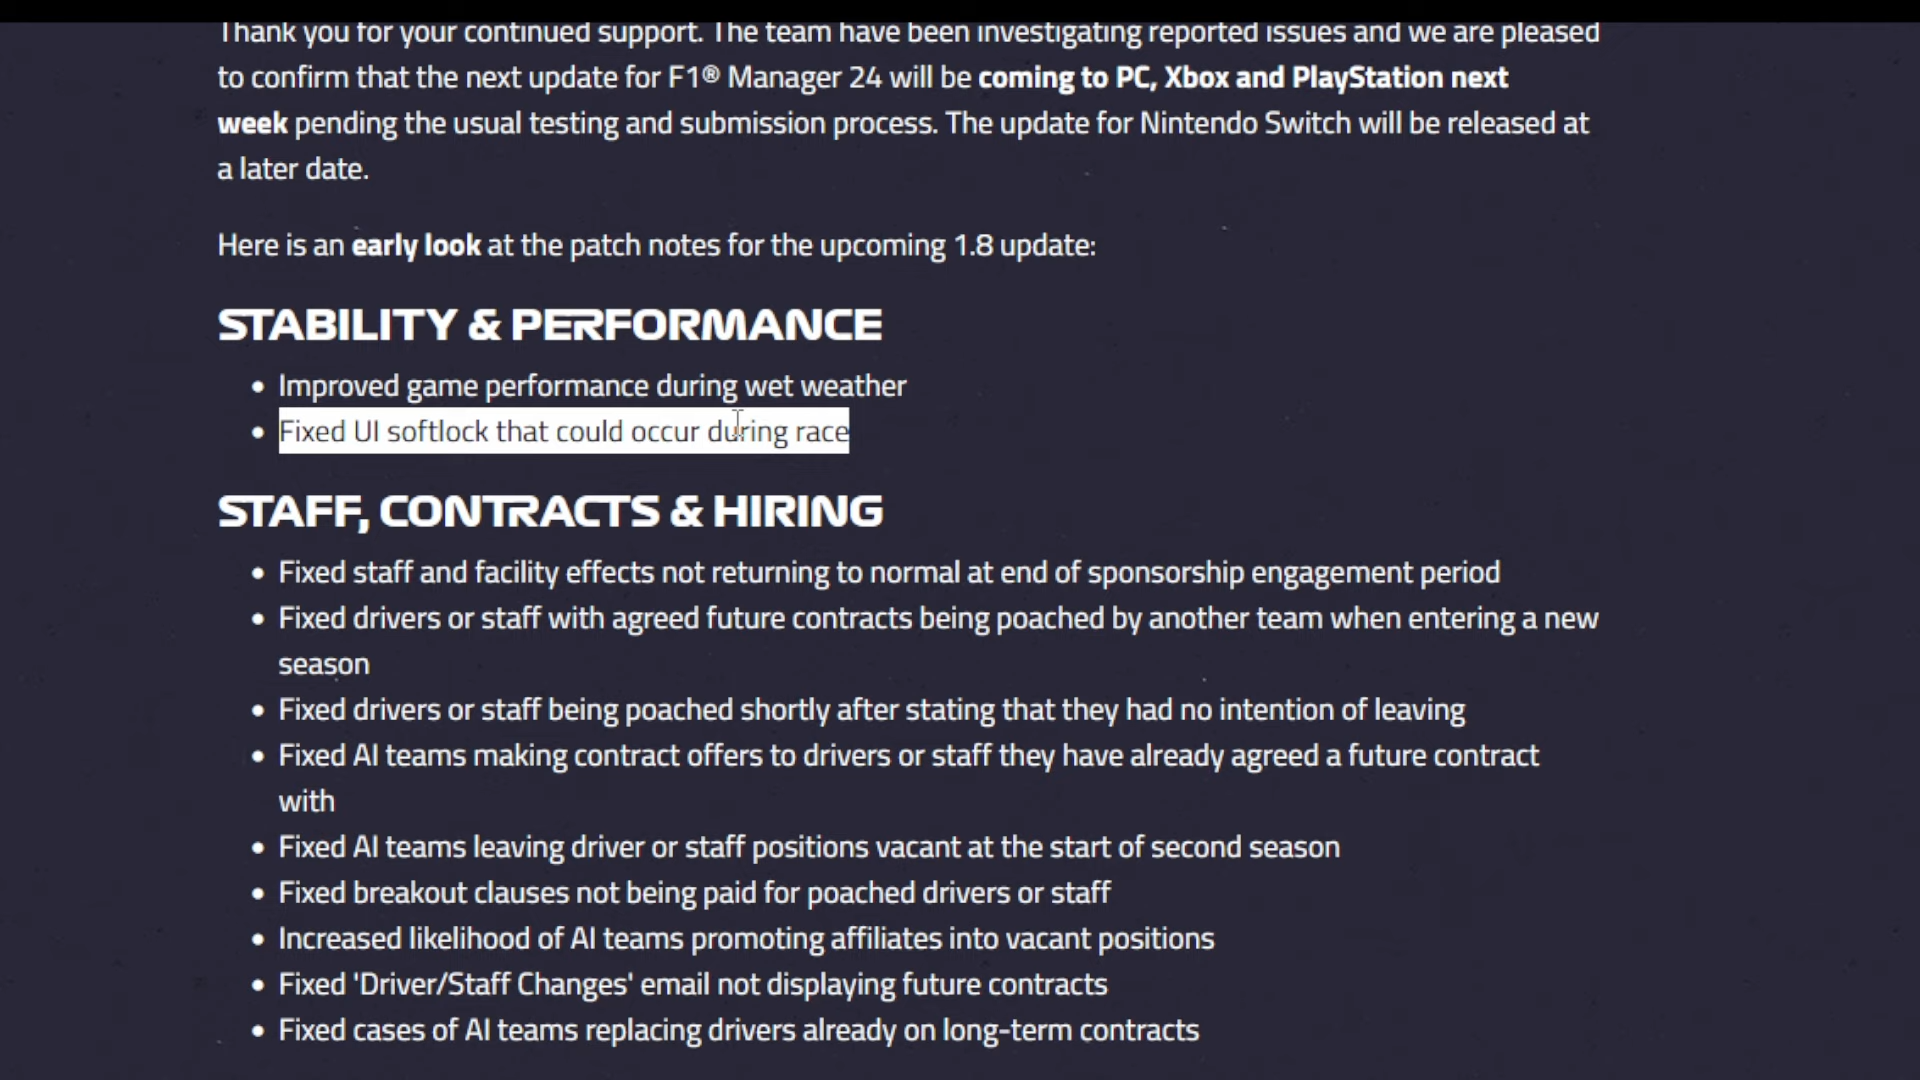 Thank you for your continued support. The team have been investigating reported issues and we are pleased
to confirm that the next update for F1® Manager 24 will be coming to PC, Xbox and PlayStation next
week pending the usual testing and submission process. The update for Nintendo Switch will be released at
a later date.
Here is an early look at the patch notes for the upcoming 1.8 update:
STABILITY & PERFORMANCE
• Improved game performance during wet weather
• Fixed UI softlock that could occur during race
STAFF, CONTRACTS & HIRING
• Fixed staff and facility effects not returning to normal at end of sponsorship engagement period
• Fixed drivers or staff with agreed future contracts being poached by another team when entering a new
season
• Fixed drivers or staff being poached shortly after stating that they had no intention of leaving
• Fixed AI teams making contract offers to drivers or staff they have already agreed a future contract
with
• Fixed AI teams leaving driver or staff positions vacant at the start of second season
• Fixed breakout clauses not being paid for poached drivers or staff
• Increased likelihood of AI teams promoting affiliates into vacant positions
• Fixed 'Driver/Staff Changes' email not displaying future contracts
• Fixed cases of AI teams replacing drivers already on long-term contracts